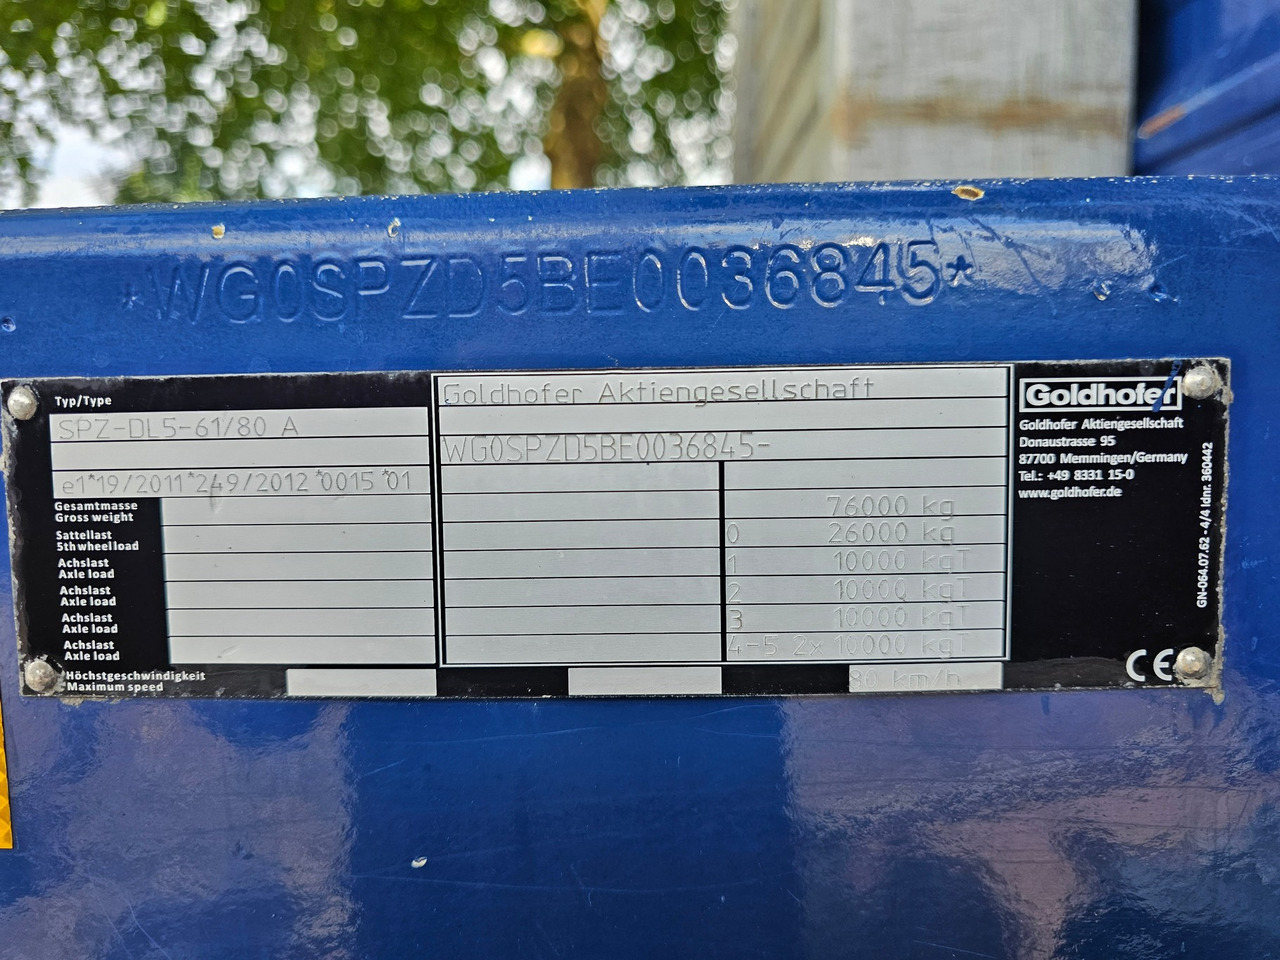 *WG0SPZD5BE0036845*
Typ/Type
SPZ-DL5-61/80 A
e1*19/2011*249/2012*0015*01
Goldhofer Aktiengesellschaft
WG0SPZD5BE0036845-
Gesamtmasse
Gross weight
76000 kg
Sattellast
5th wheel load
0 26000 kg
Achslast
Axle load
1 10000 kgT
Achslast
Axle load
2 10000 kgT
Achslast
Axle load
3 10000 kgT
Achslast
Axle load
4-5 2x 10000 kgT
Höchstgeschwindigkeit
Maximum speed
80 km/h
Goldhofer
Goldhofer Aktiengesellschaft
Donaustrasse 95
87700 Memmingen/Germany
Tel.: +49 8331 15-0
www.goldhofer.de
GN-064.07.62 - 4/4 Idnr. 360442
CE